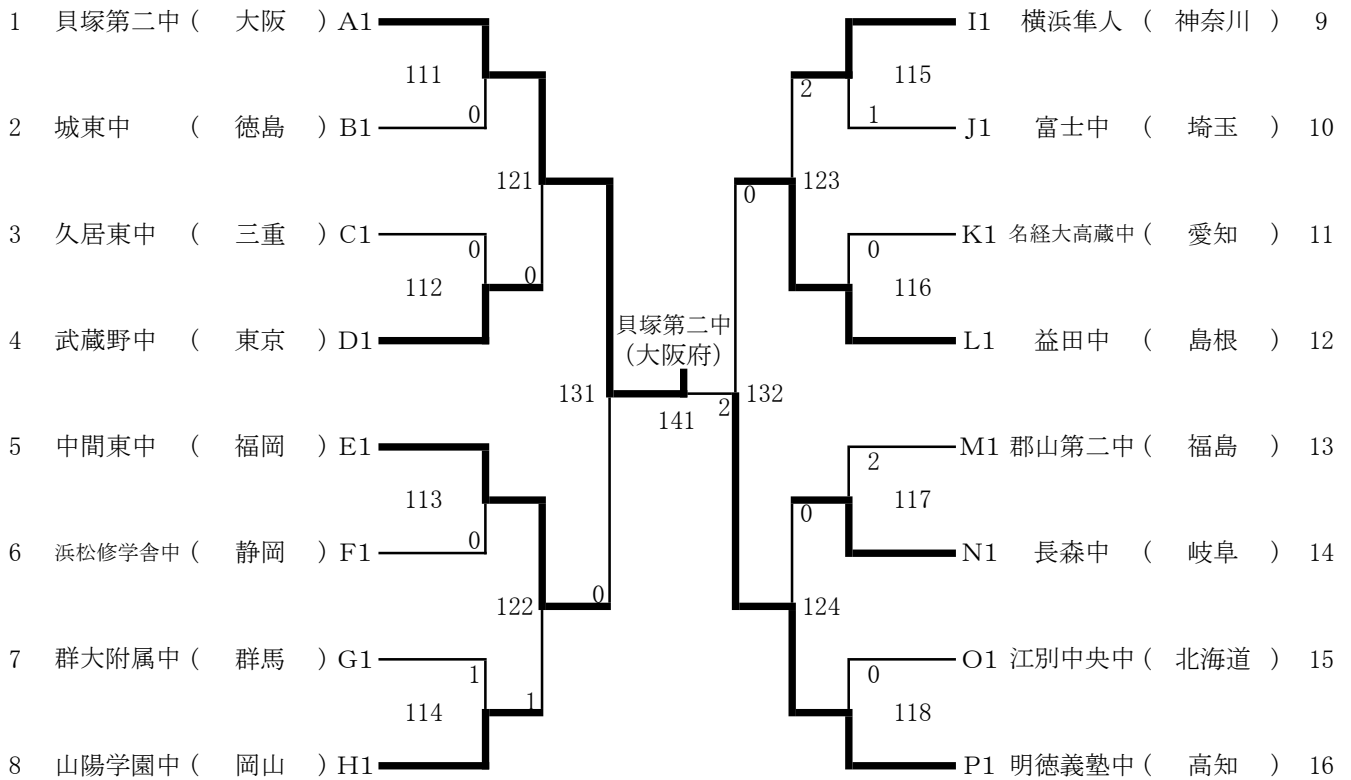 1 貝塚第二中 ( 大阪 ) A1
I1 横浜隼人 ( 神奈川 ) 9
111
2
115
2 城東中 ( 徳島 ) B1
0
1
J1 富士中 ( 埼玉 ) 10
121
0
123
3 久居東中 ( 三重 ) C1
0
0
K1 名経大高蔵中 ( 愛知 ) 11
112
0
116
4 武蔵野中 ( 東京 ) D1
貝塚第二中
(大阪府)
L1 益田中 ( 島根 ) 12
131
141
2
132
5 中間東中 ( 福岡 ) E1
2
M1 郡山第二中 ( 福島 ) 13
113
0
117
6 浜松修学舎中 ( 静岡 ) F1
0
N1 長森中 ( 岐阜 ) 14
122
0
124
7 群大附属中 ( 群馬 ) G1
1
0
O1 江別中央中 ( 北海道 ) 15
114
1
118
8 山陽学園中 ( 岡山 ) H1
P1 明徳義塾中 ( 高知 ) 16